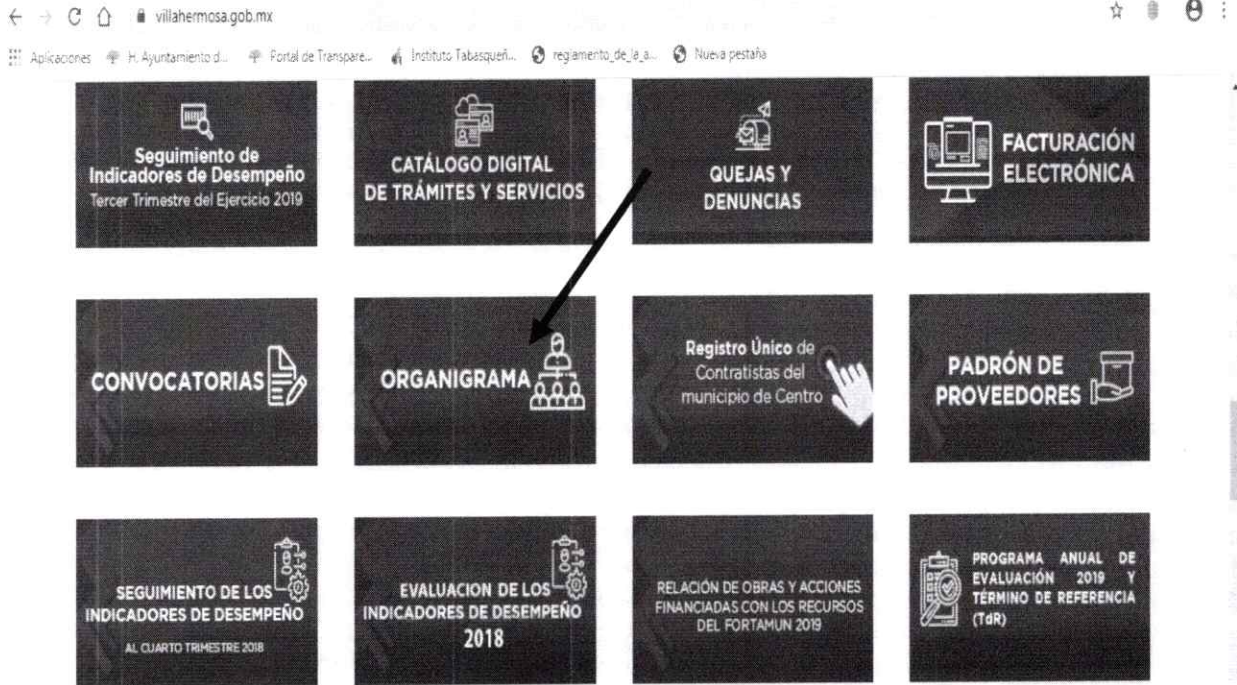 villahermosa.gob.mx
Aplicaciones H. Ayuntamiento d... Portal de Transpare... Instituto Tabasqueñ... reglamento_de_la_a... Nueva pestaña
Seguimiento de
Indicadores de Desempeño
Tercer Trimestre del Ejercicio 2019
CATÁLOGO DIGITAL
DE TRÁMITES Y SERVICIOS
QUEJAS Y
DENUNCIAS
FACTURACIÓN
ELECTRÓNICA
CONVOCATORIAS
ORGANIGRAMA
Registro Único de
Contratistas del
municipio de Centro
PADRÓN DE
PROVEEDORES
SEGUIMIENTO DE LOS
INDICADORES DE DESEMPEÑO
AL CUARTO TRIMESTRE 2018
EVALUACION DE LOS
INDICADORES DE DESEMPEÑO
2018
RELACIÓN DE OBRAS Y ACCIONES
FINANCIADAS CON LOS RECURSOS
DEL FORTAMUN 2019
PROGRAMA ANUAL DE
EVALUACIÓN 2019 Y
TÉRMINO DE REFERENCIA
(TdR)